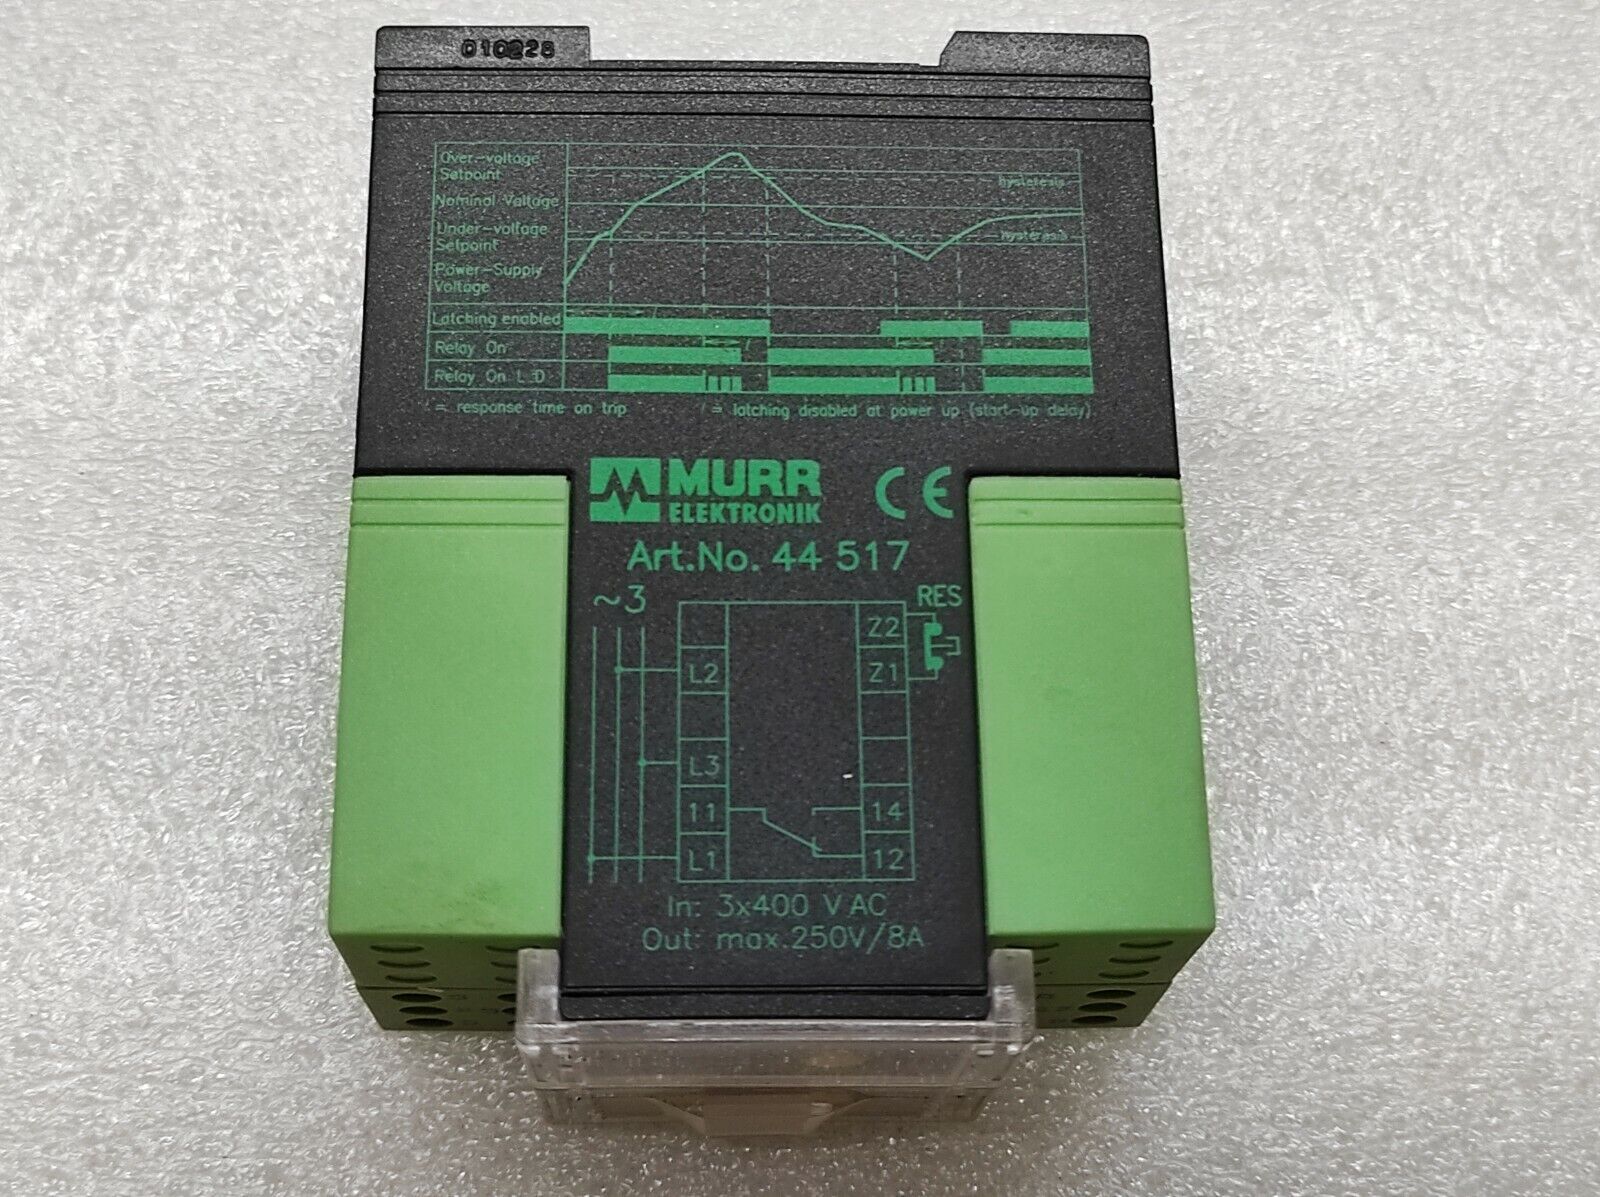 010228
Over-voltage
Setpoint
hysteresis
Nominal Voltage
Under-voltage
Setpoint
hysteresis
Power-Supply
Voltage
Latching enabled
Relay On
Relay On L.D
= response time on trip
= latching disabled at power up (start-up delay)
MURR
ELEKTRONIK
CE
Art.No. 44 517
~3
RES
Z2
L2
Z1
L3
11
14
L1
12
In: 3x400 V AC
Out: max.250V/8A